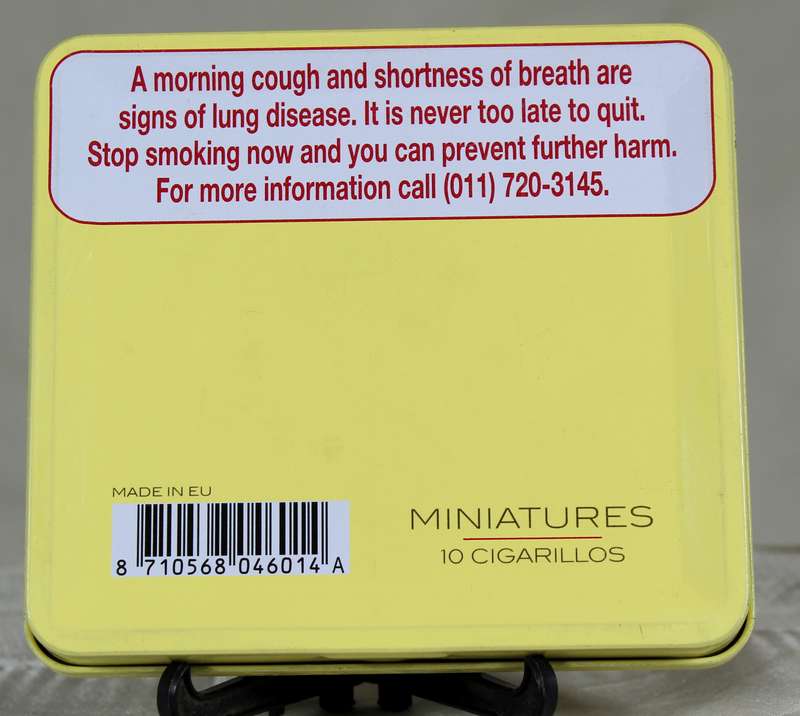 A morning cough and shortness of breath are
signs of lung disease. It is never too late to quit.
Stop smoking now and you can prevent further harm.
For more information call (011) 720-3145.
MADE IN EU
8 710568 046014 A
MINIATURES
10 CIGARILLOS